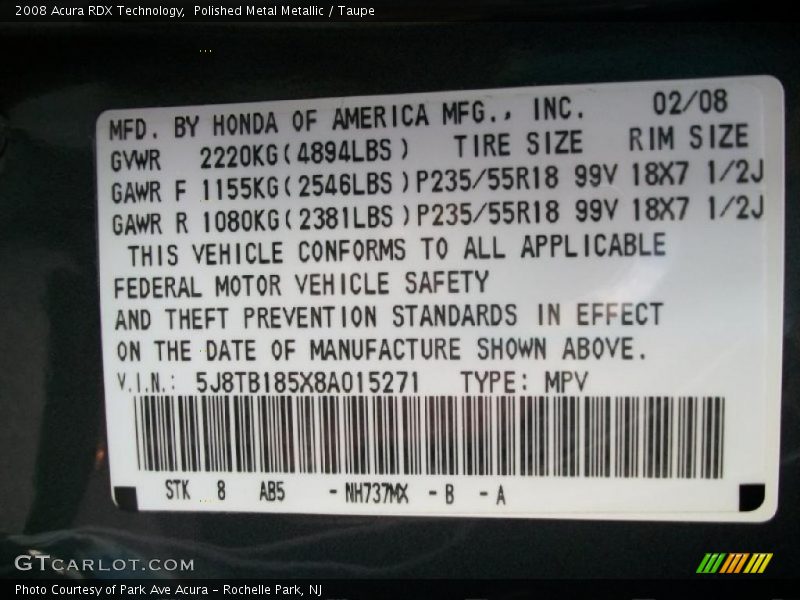 2008 Acura RDX Technology,  Polished Metal Metallic / Taupe
MFD. BY HONDA OF AMERICA MFG., INC. 02/08
GVWR 2220KG(4894LBS) TIRE SIZE RIM SIZE
GAWR F 1155KG(2546LBS)P235/55R18 99V 18X7 1/2J
GAWR R 1080KG(2381LBS)P235/55R18 99V 18X7 1/2J
THIS VEHICLE CONFORMS TO ALL APPLICABLE
FEDERAL MOTOR VEHICLE SAFETY
AND THEFT PREVENTION STANDARDS IN EFFECT
ON THE DATE OF MANUFACTURE SHOWN ABOVE.
V.I.N.: 5J8TB185X8A015271 TYPE: MPV
STK 8 AB5 -NH737MX -B -A
GTCARLOT.COM
Photo Courtesy of Park Ave Acura - Rochelle Park, NJ